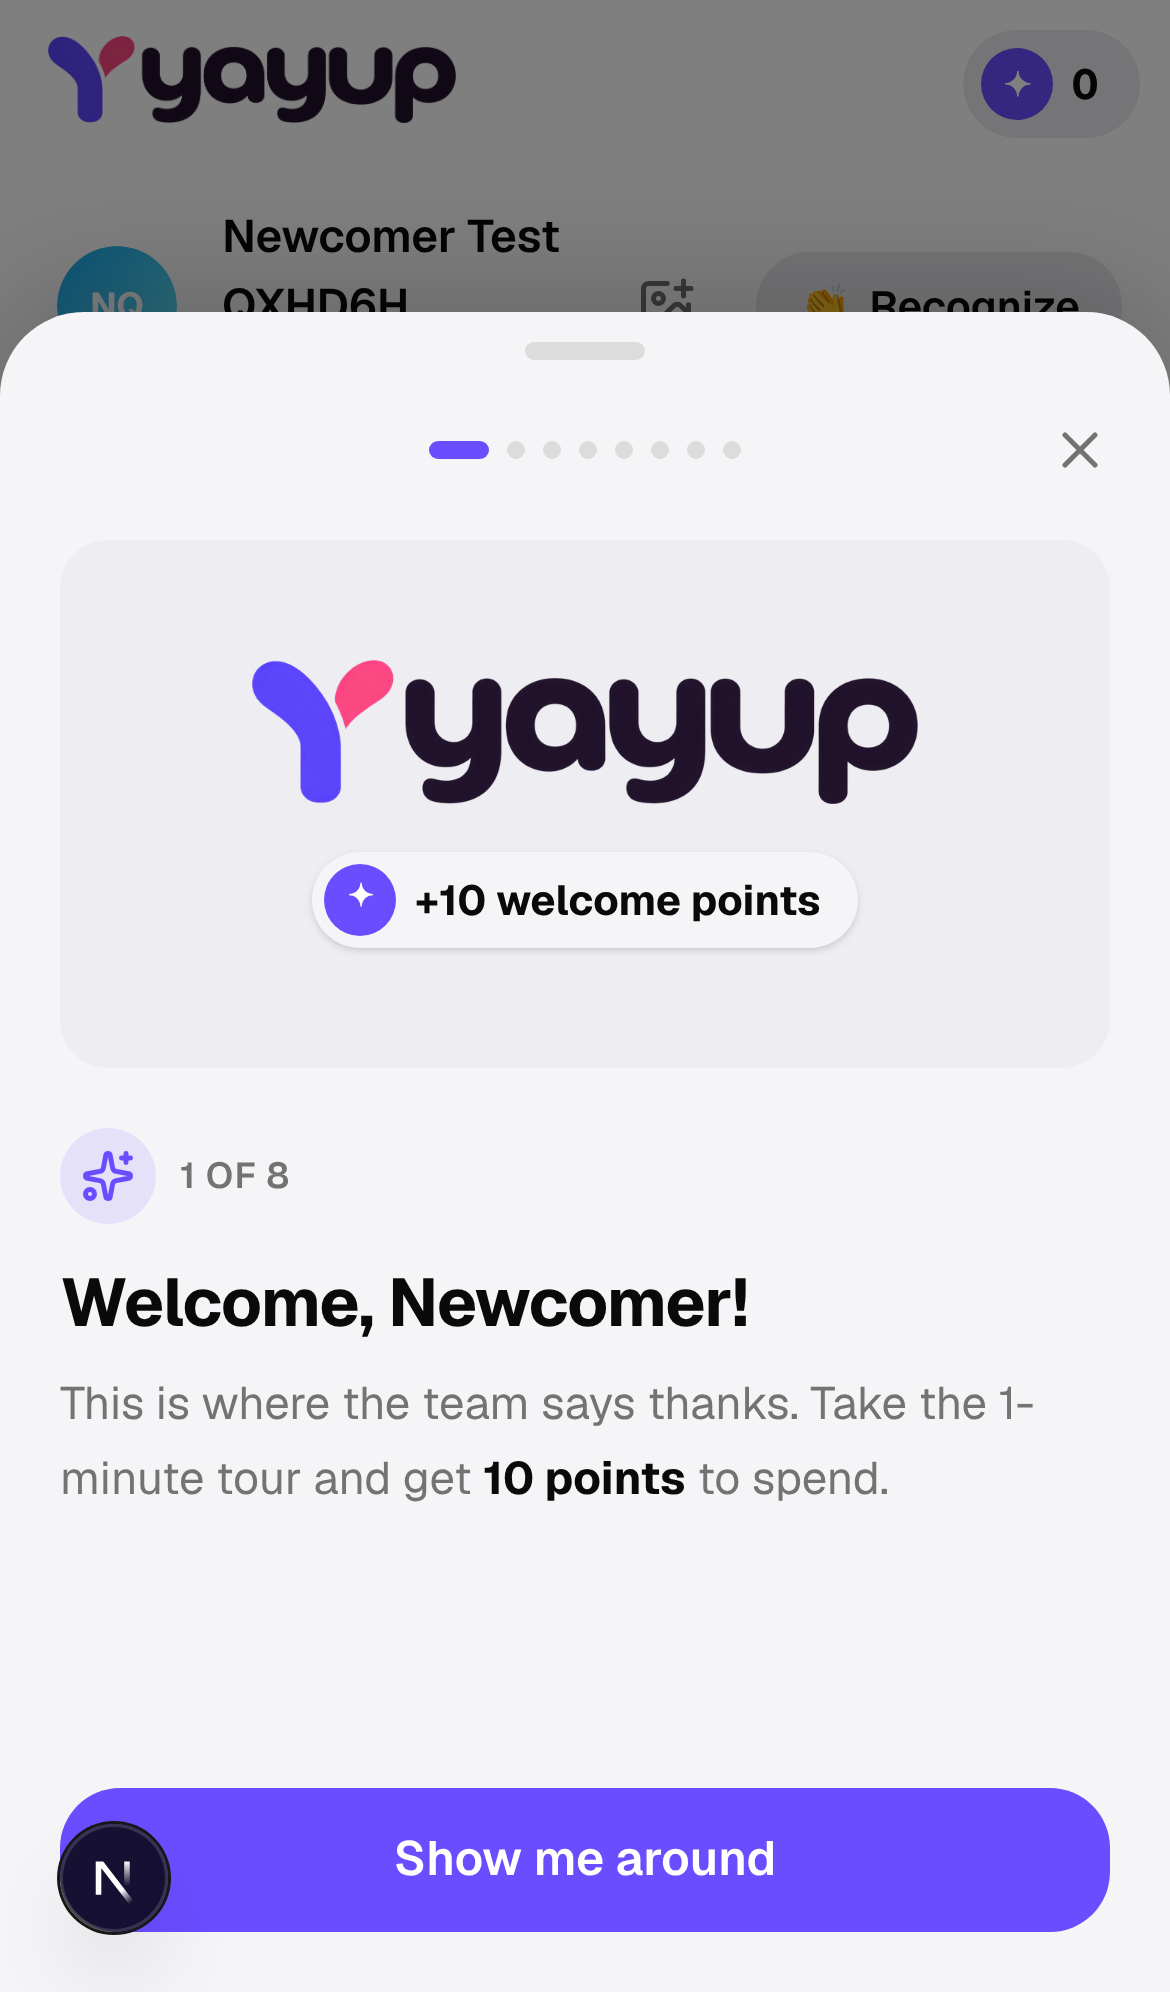 yayup
0
Newcomer Test
NQ
QXHD6H
Recognize
yayup
+10 welcome points
1 OF 8
Welcome, Newcomer!
This is where the team says thanks. Take the 1-
minute tour and get 10 points to spend.
Show me around
N